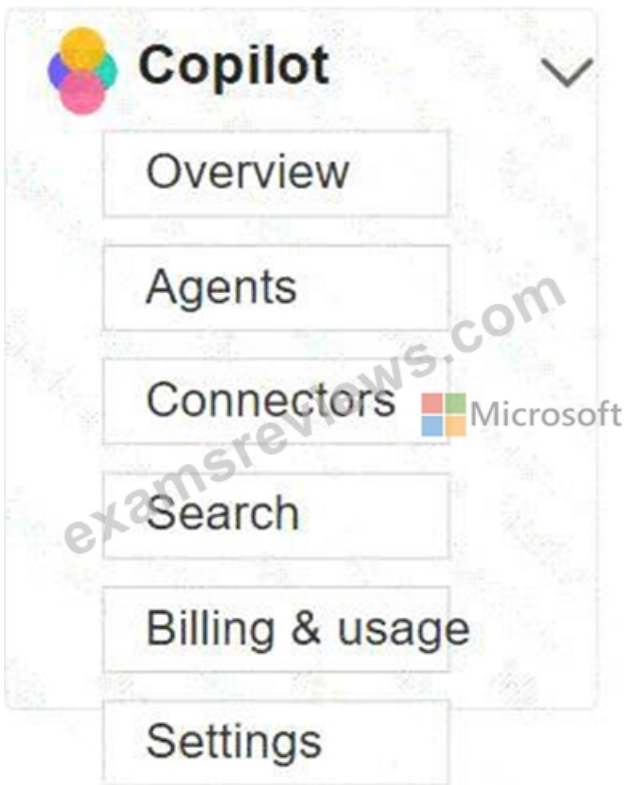 Copilot
Overview
Agents
Connectors
Microsoft
Search
Billing & usage
Settings
examsreviews.com